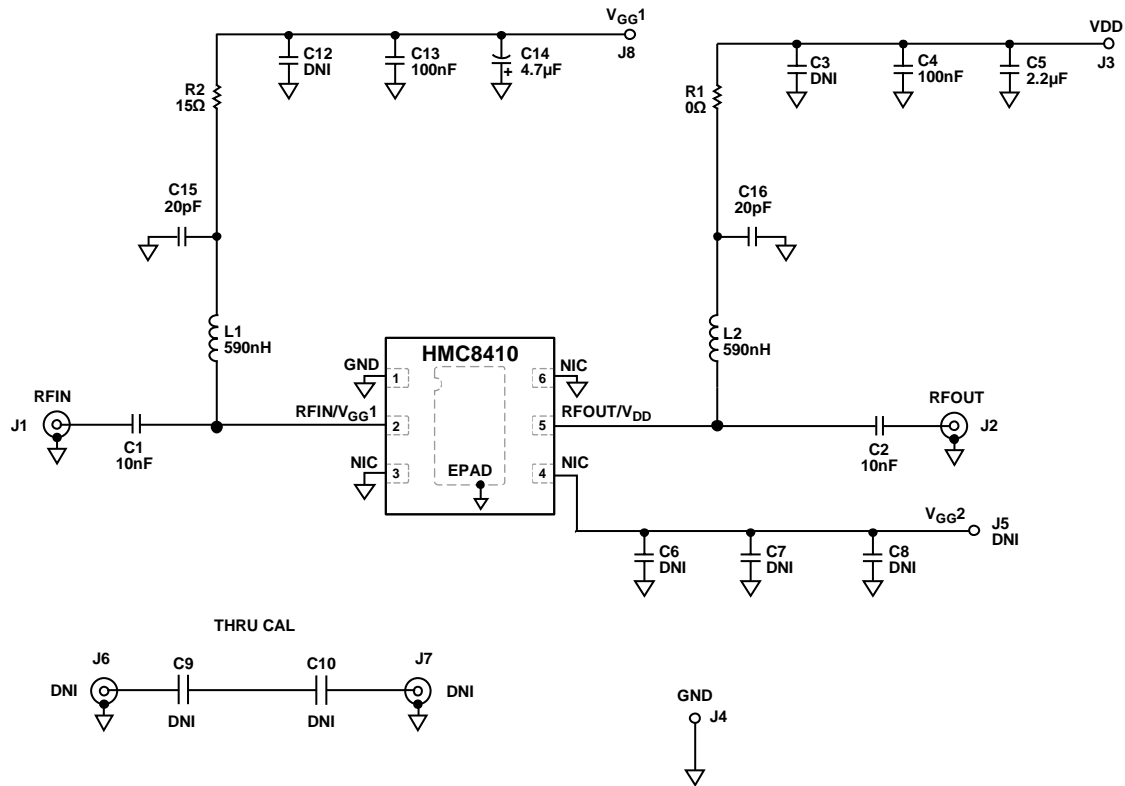 VGG1
J8
C12
DNI
C13
100nF
C14
4.7µF
+
R2
15Ω
C15
20pF
L1
590nH
VDD
J3
C3
DNI
C4
100nF
C5
2.2µF
R1
0Ω
C16
20pF
L2
590nH
HMC8410
GND
1
NIC
6
RFIN
J1
C1
10nF
RFIN/VGG1
2
5
RFOUT/VDD
RFOUT
J2
C2
10nF
NIC
3
EPAD
4
NIC
VGG2
J5
DNI
C6
DNI
C7
DNI
C8
DNI
THRU CAL
J6
DNI
C9
DNI
C10
DNI
J7
DNI
GND
J4